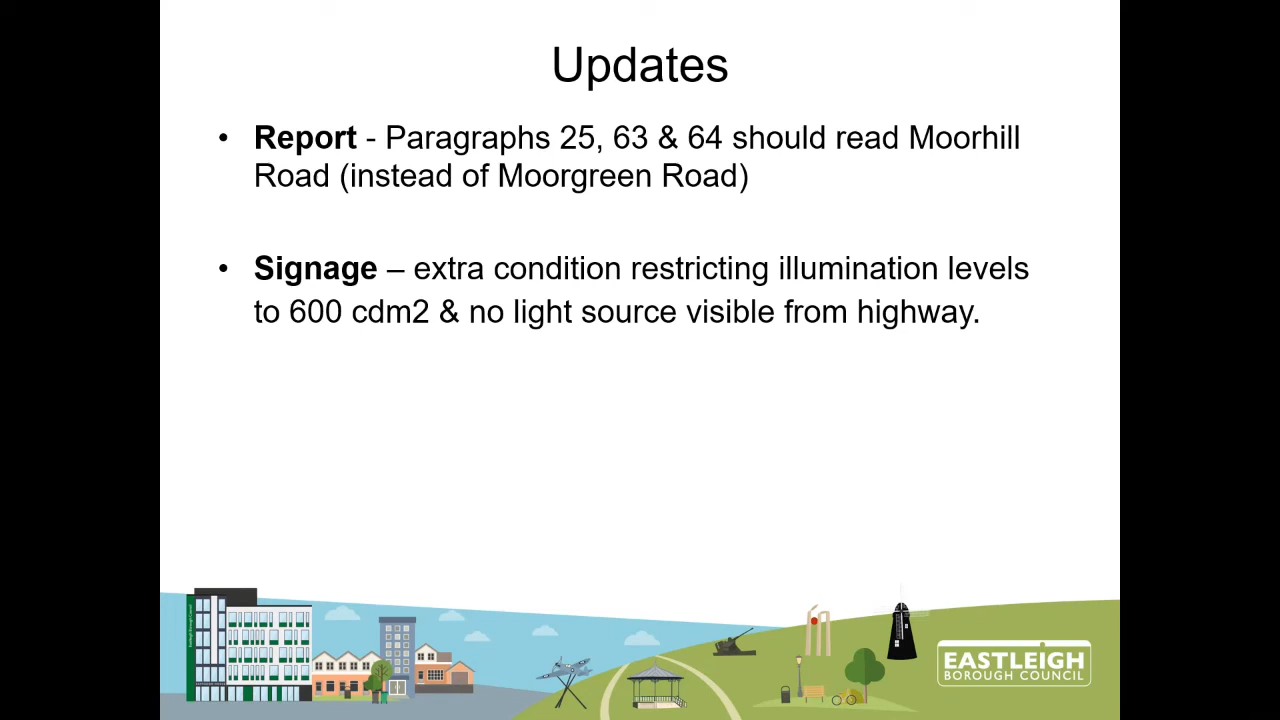 Updates
• Report - Paragraphs 25, 63 & 64 should read Moorhill
Road (instead of Moorgreen Road)
• Signage – extra condition restricting illumination levels
to 600 cdm2 & no light source visible from highway.
EASTLEIGH
BOROUGH COUNCIL